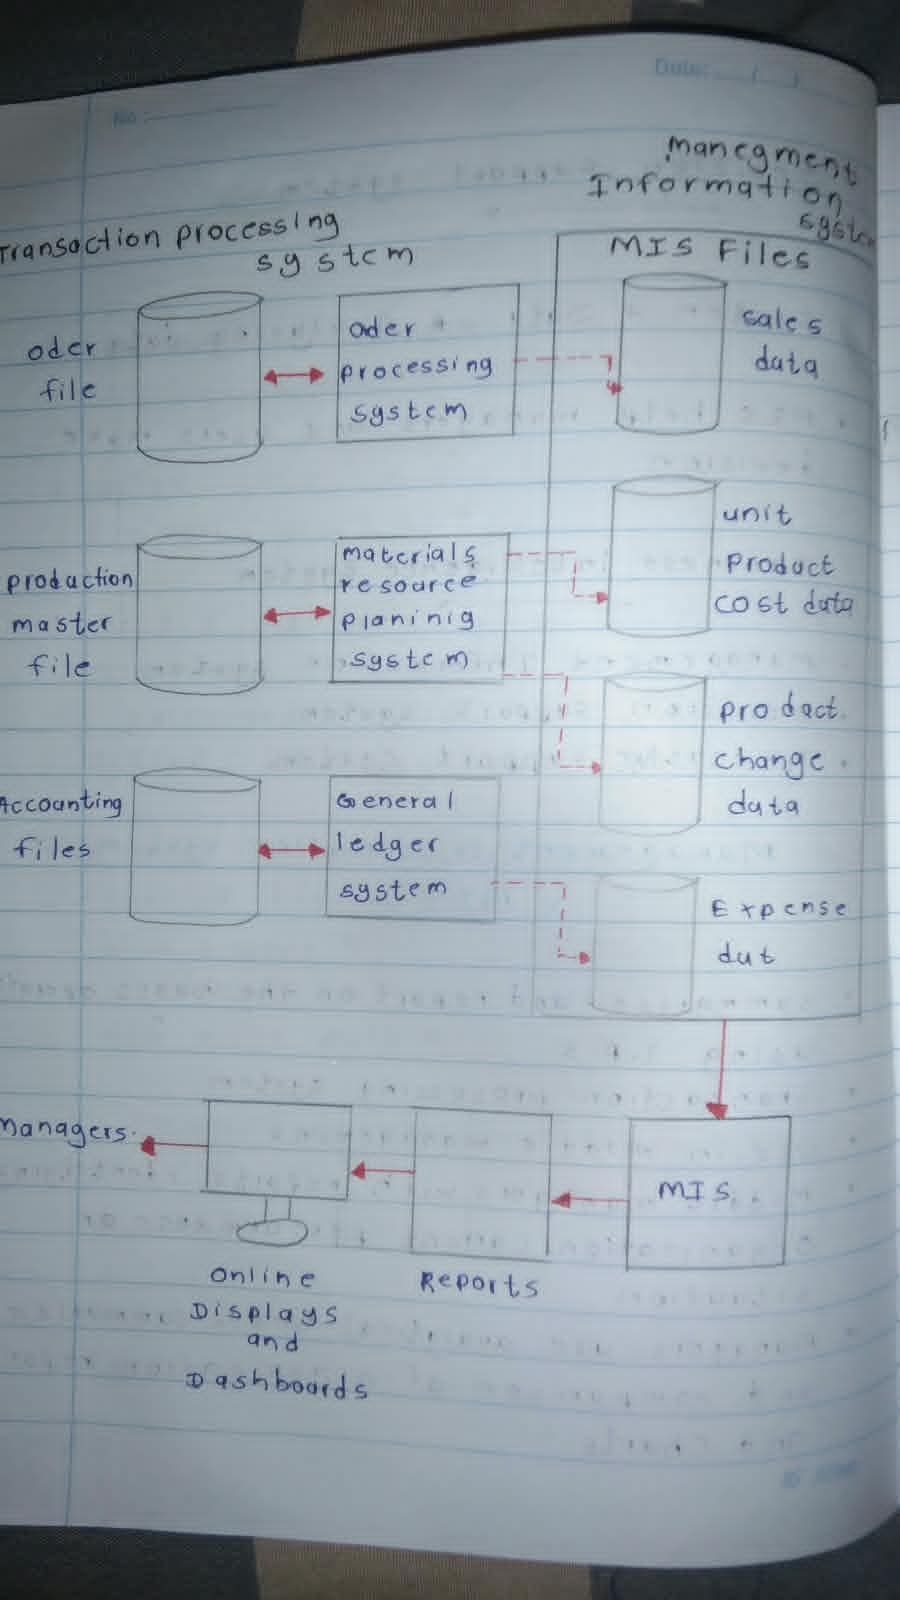 No:
Date:
manegment
Information
system
Transaction processing
system
MIS Files
oder
file
oder
processing
system
sales
data
production
master
file
materials
resource
planinig
system
unit
product
cost data
product
change
data
Accounting
files
General
ledger
system
Expense
dat
managers.
MIS
Online
Displays
and
Dashboards
Reports